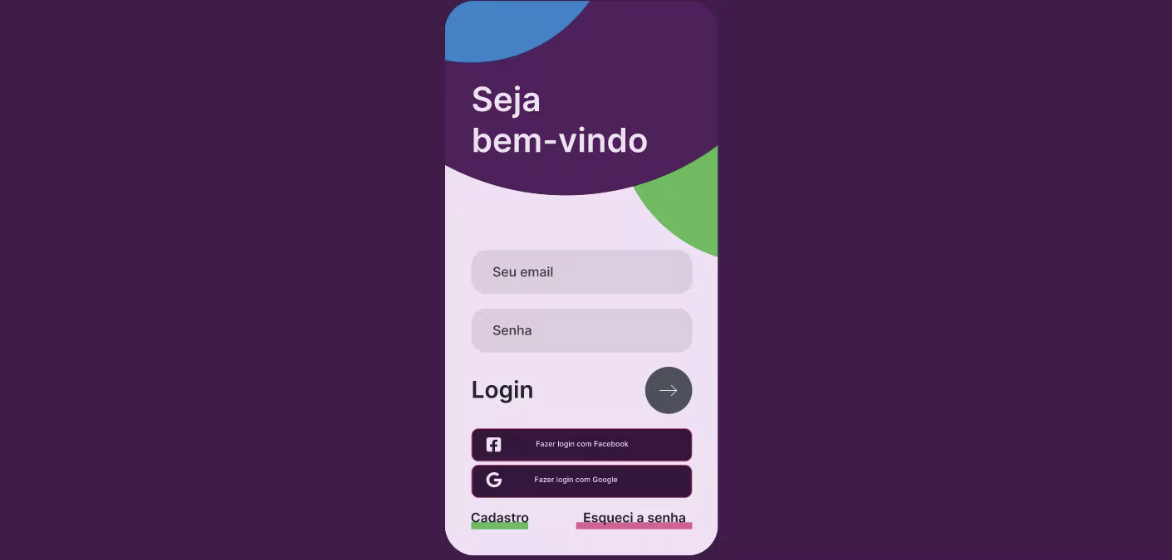 Seja
bem-vindo
Seu email
Senha
Login
Fazer login com Facebook
Fazer login com Google
Cadastro
Esqueci a senha